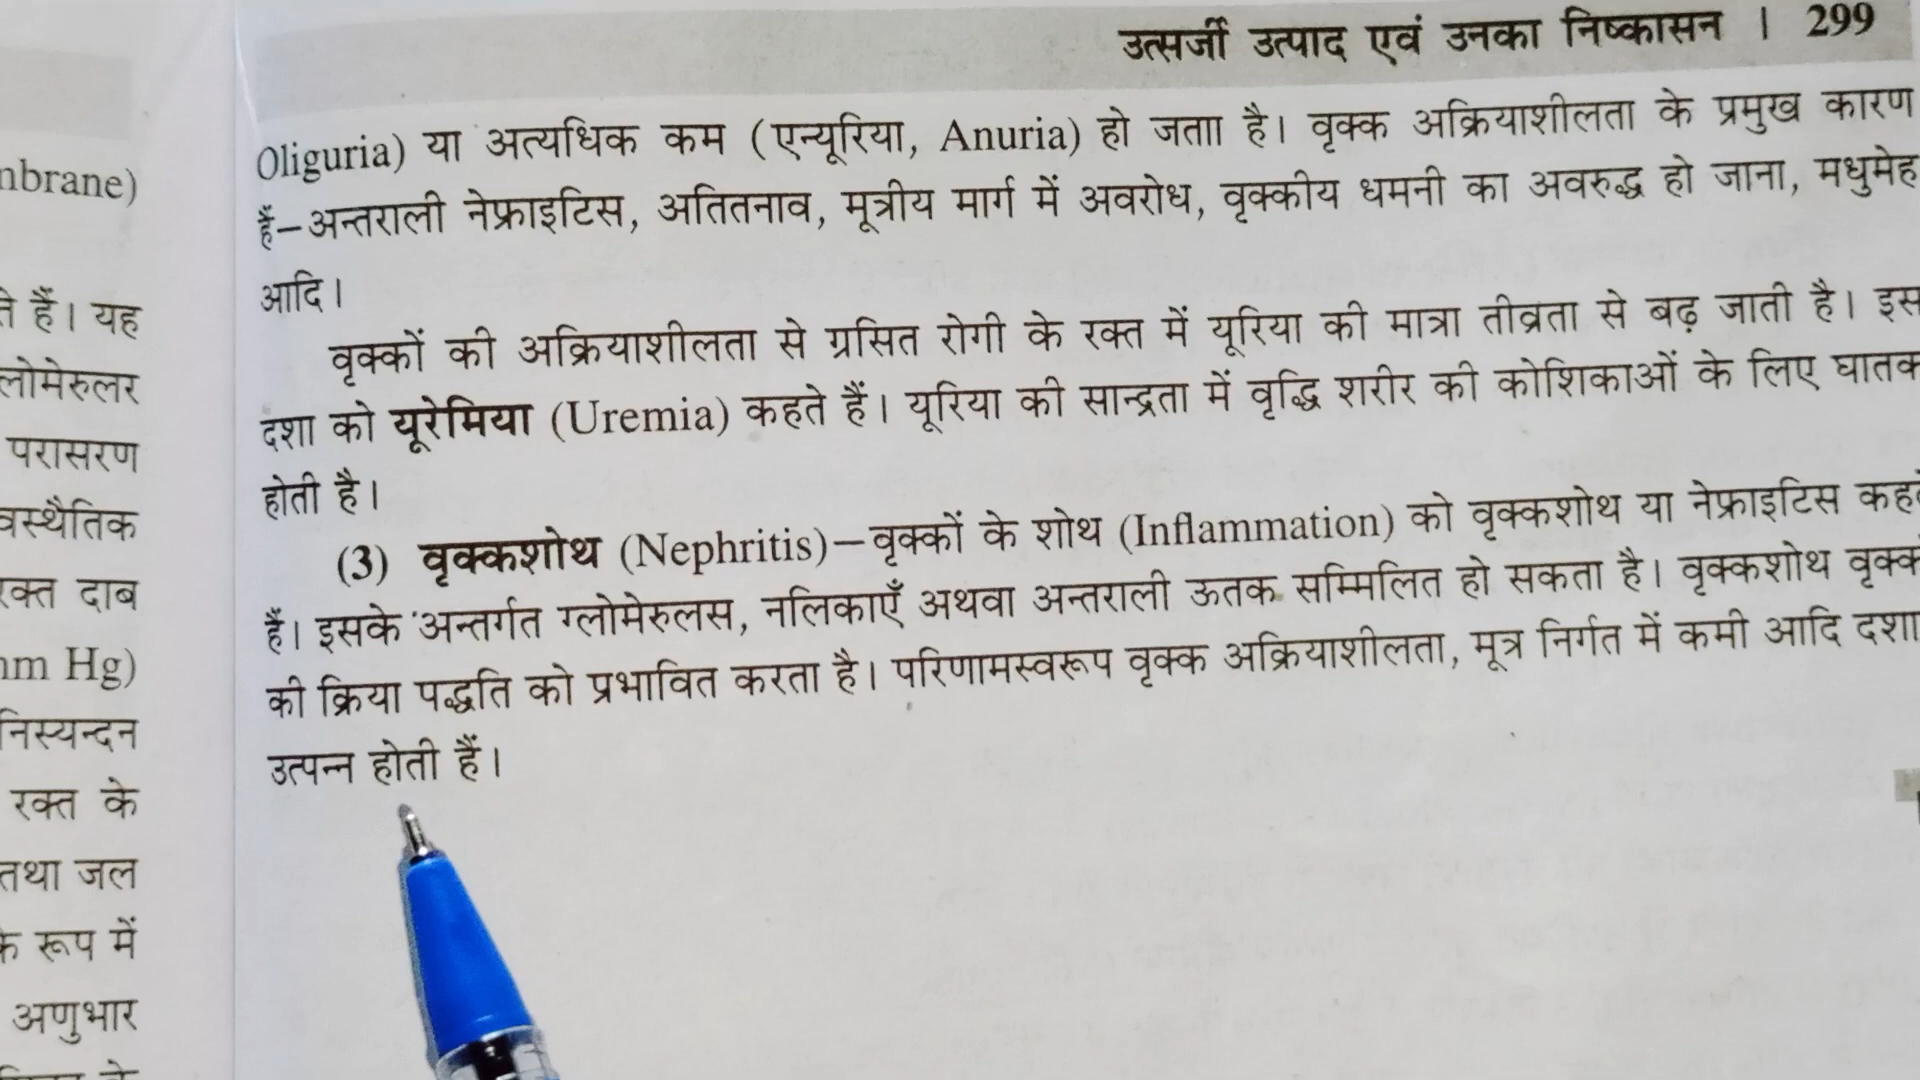 उत्सर्जी उत्पाद एवं उनका निष्कासन । 299
Oliguria) या अत्यधिक कम (एन्यूरिया, Anuria) हो जताा है। वृक्क अक्रियाशीलता के प्रमुख कारण
हैं–अन्तराली नेफ्राइटिस, अतितनाव, मूत्रीय मार्ग में अवरोध, वृक्कीय धमनी का अवरुद्ध हो जाना, मधुमेह
आदि।
वृक्कों की अक्रियाशीलता से ग्रसित रोगी के रक्त में यूरिया की मात्रा तीव्रता से बढ़ जाती है। इस
दशा को यूरेमिया (Uremia) कहते हैं। यूरिया की सान्द्रता में वृद्धि शरीर की कोशिकाओं के लिए घातक
होती है।
(3) वृक्कशोथ (Nephritis)–वृक्कों के शोथ (Inflammation) को वृक्कशोथ या नेफ्राइटिस
हैं। इसके अन्तर्गत ग्लोमेरुलस, नलिकाएँ अथवा अन्तराली ऊतक सम्मिलित हो सकता है। वृक्कशोथ
की क्रिया पद्धति को प्रभावित करता है। परिणामस्वरूप वृक्क अक्रियाशीलता, मूत्र निर्गत में कमी आदि दशा
उत्पन्न होती हैं।
हैं। यह
परासरण
रक्त दाब
Hg)
निस्यन्दन
रक्त के
तथा जल
रूप में
अणुभार